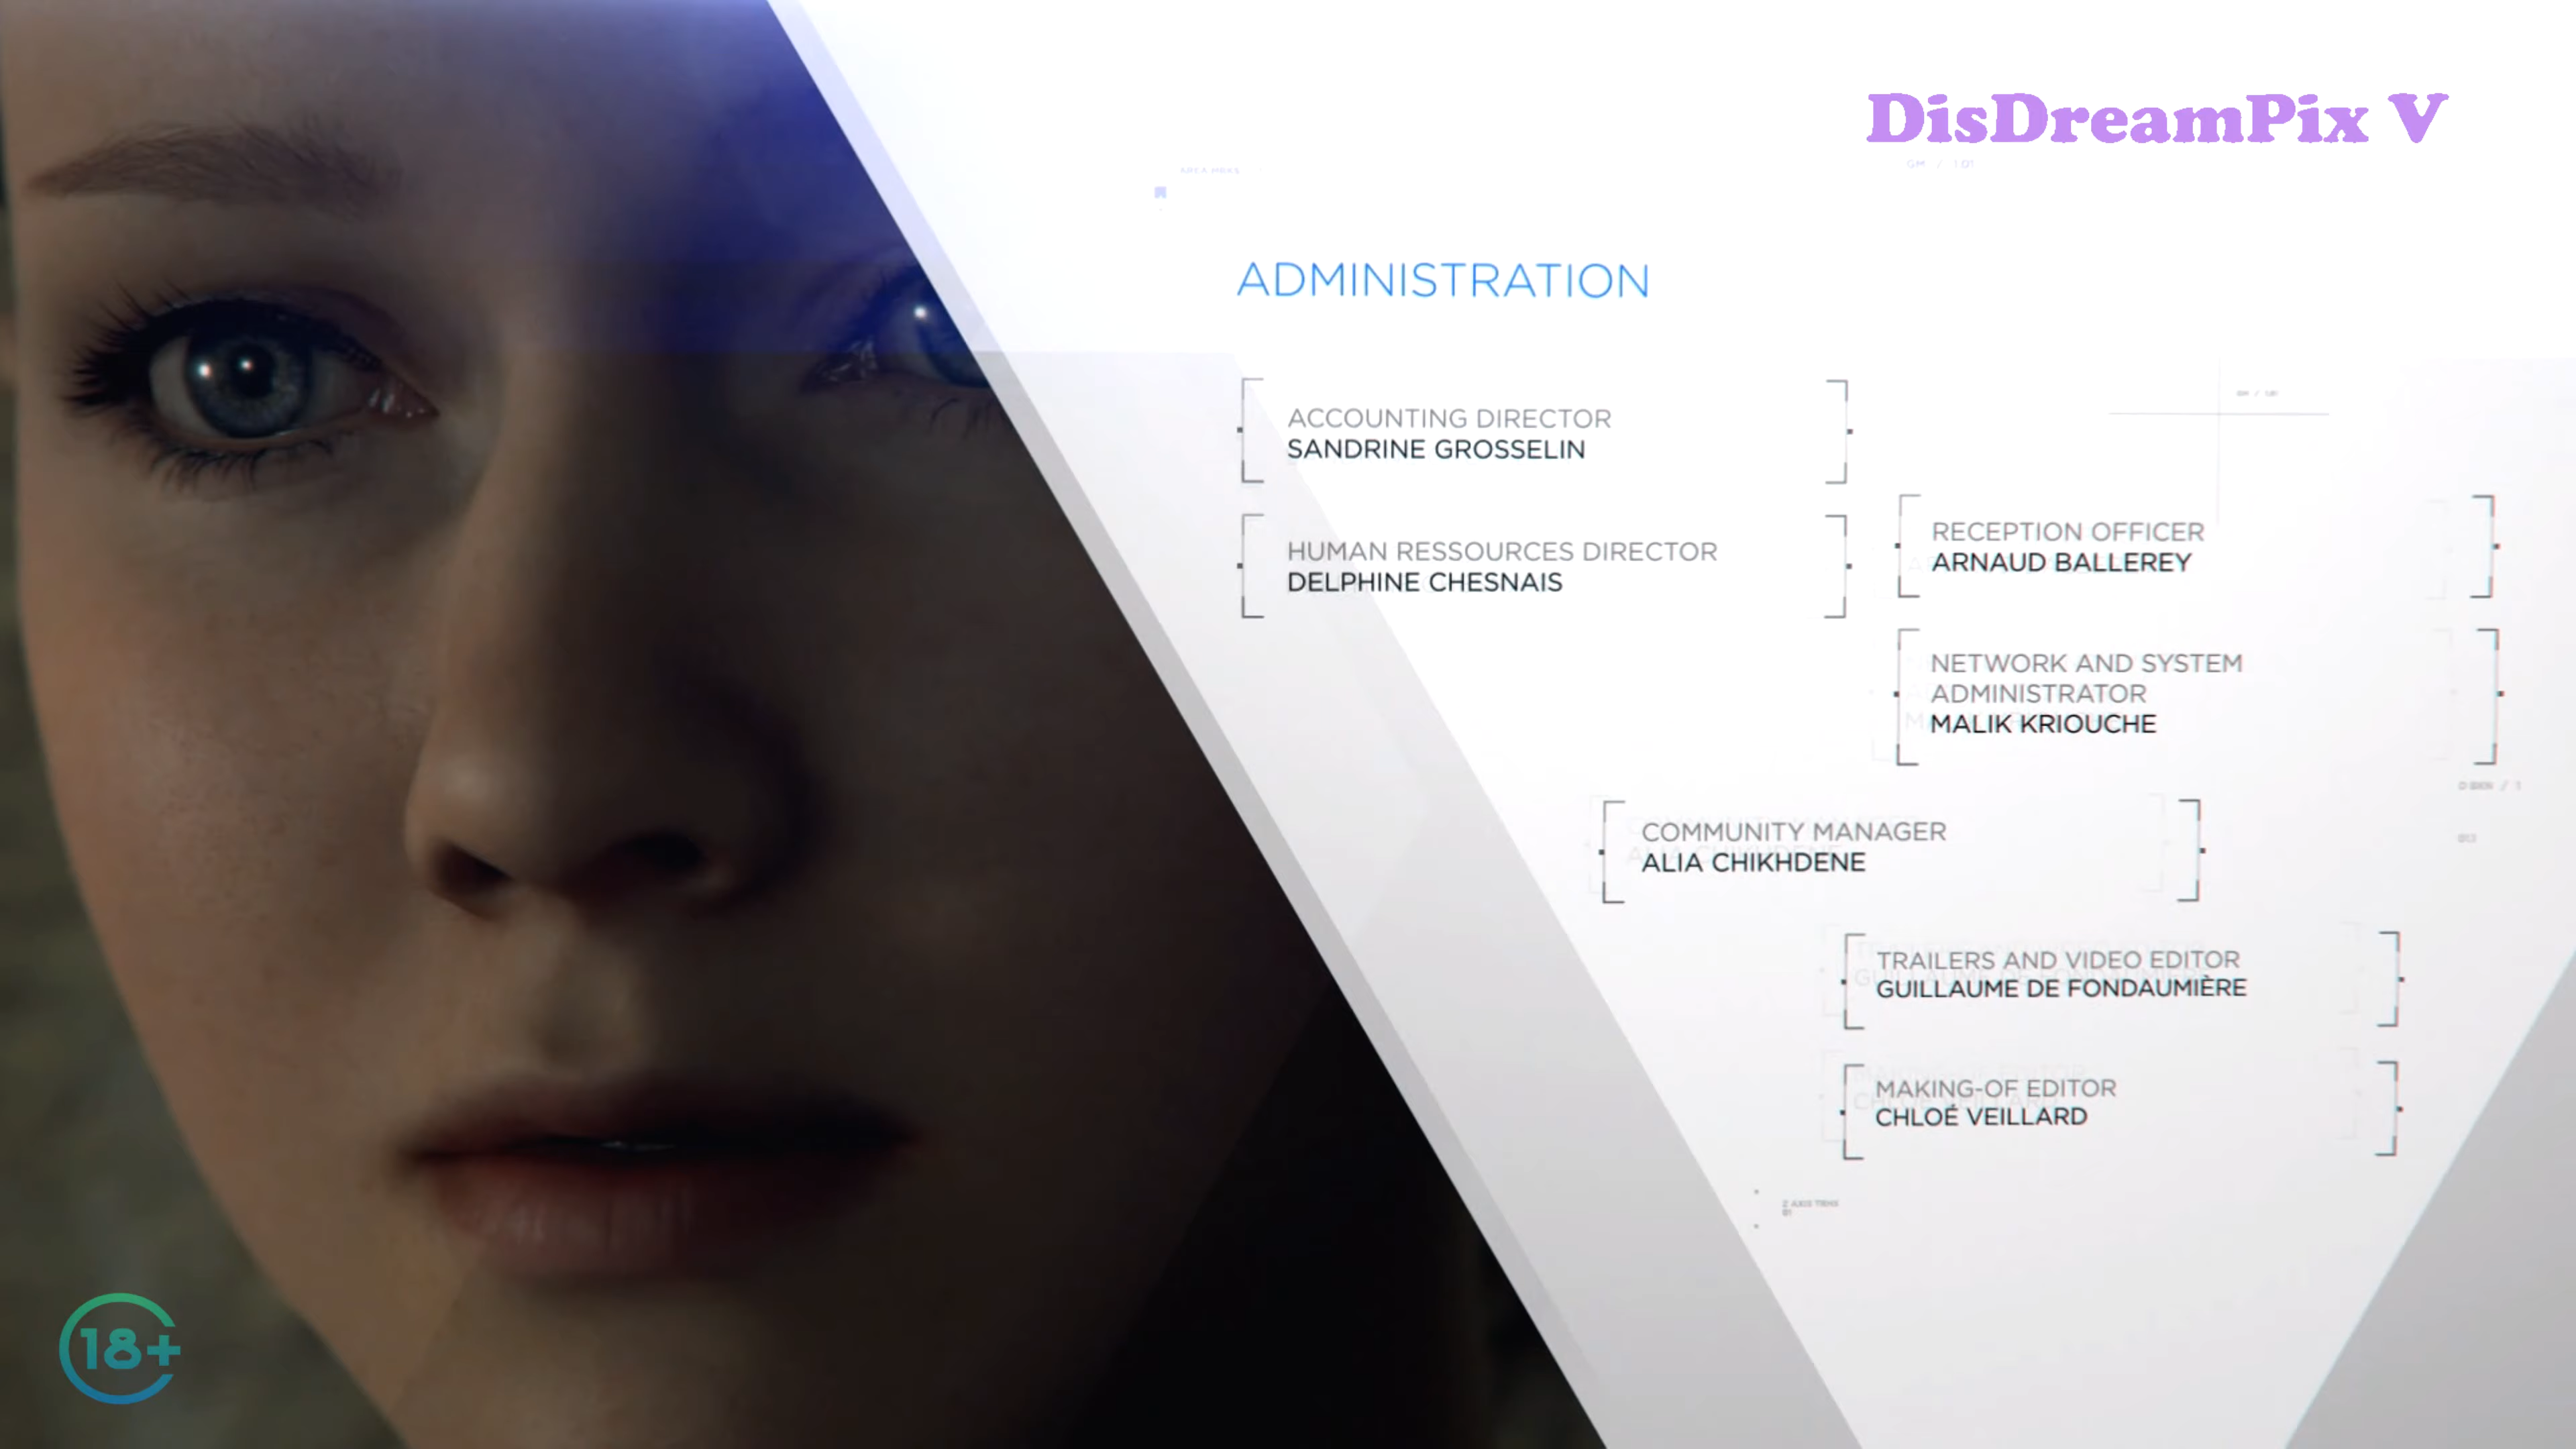 DisDreamPix V
GM / 101
ADMINISTRATION
ACCOUNTING DIRECTOR
SANDRINE GROSSELIN
HUMAN RESSOURCES DIRECTOR
DELPHINE CHESNAIS
RECEPTION OFFICER
ARNAUD BALLEREY
NETWORK AND SYSTEM
ADMINISTRATOR
MALIK KRIOUCHE
COMMUNITY MANAGER
ALIA CHIKHDENE
TRAILERS AND VIDEO EDITOR
GUILLAUME DE FONDAUMIÈRE
MAKING-OF EDITOR
CHLOÉ VEILLARD
18+